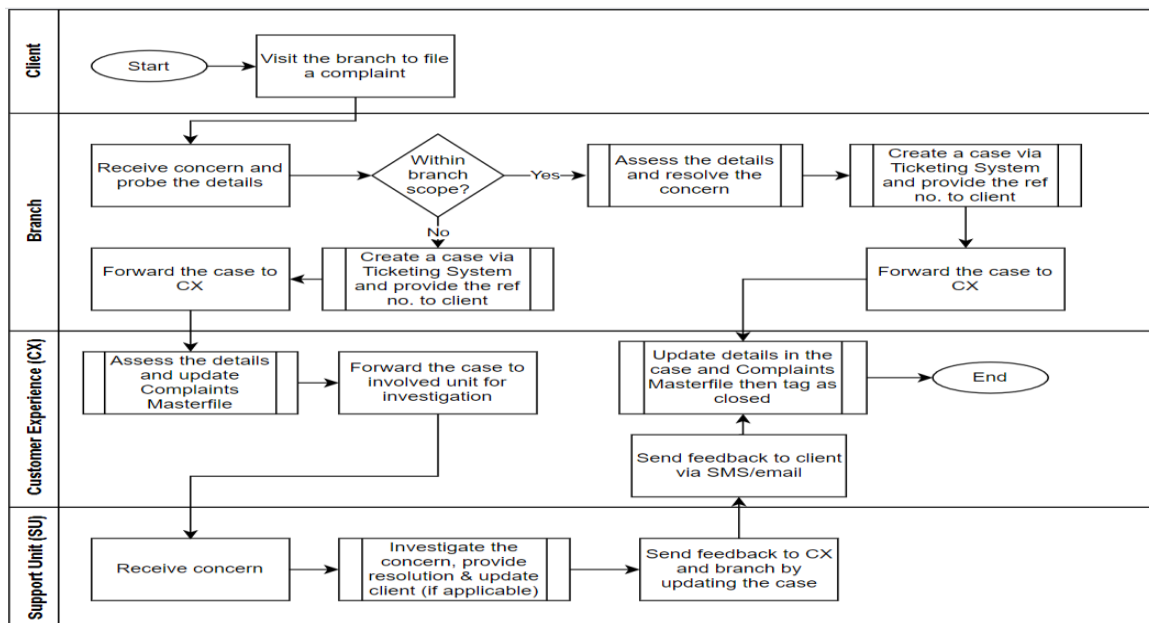 Client
Start
Visit the branch to file
a complaint
Branch
Receive concern and
probe the details
Within
branch
scope?
Yes
Assess the details
and resolve the
concern
Create a case via
Ticketing System
and provide the ref
no. to client
No
Forward the case to
CX
Create a case via
Ticketing System
and provide the ref
no. to client
Forward the case to
CX
Customer Experience (CX)
Assess the details
and update
Complaints
Masterfile
Forward the case to
involved unit for
investigation
Update details in the
case and Complaints
Masterfile then tag as
closed
End
Send feedback to client
via SMS/email
Support Unit (SU)
Receive concern
Investigate the
concern, provide
resolution & update
client (if applicable)
Send feedback to CX
and branch by
updating the case